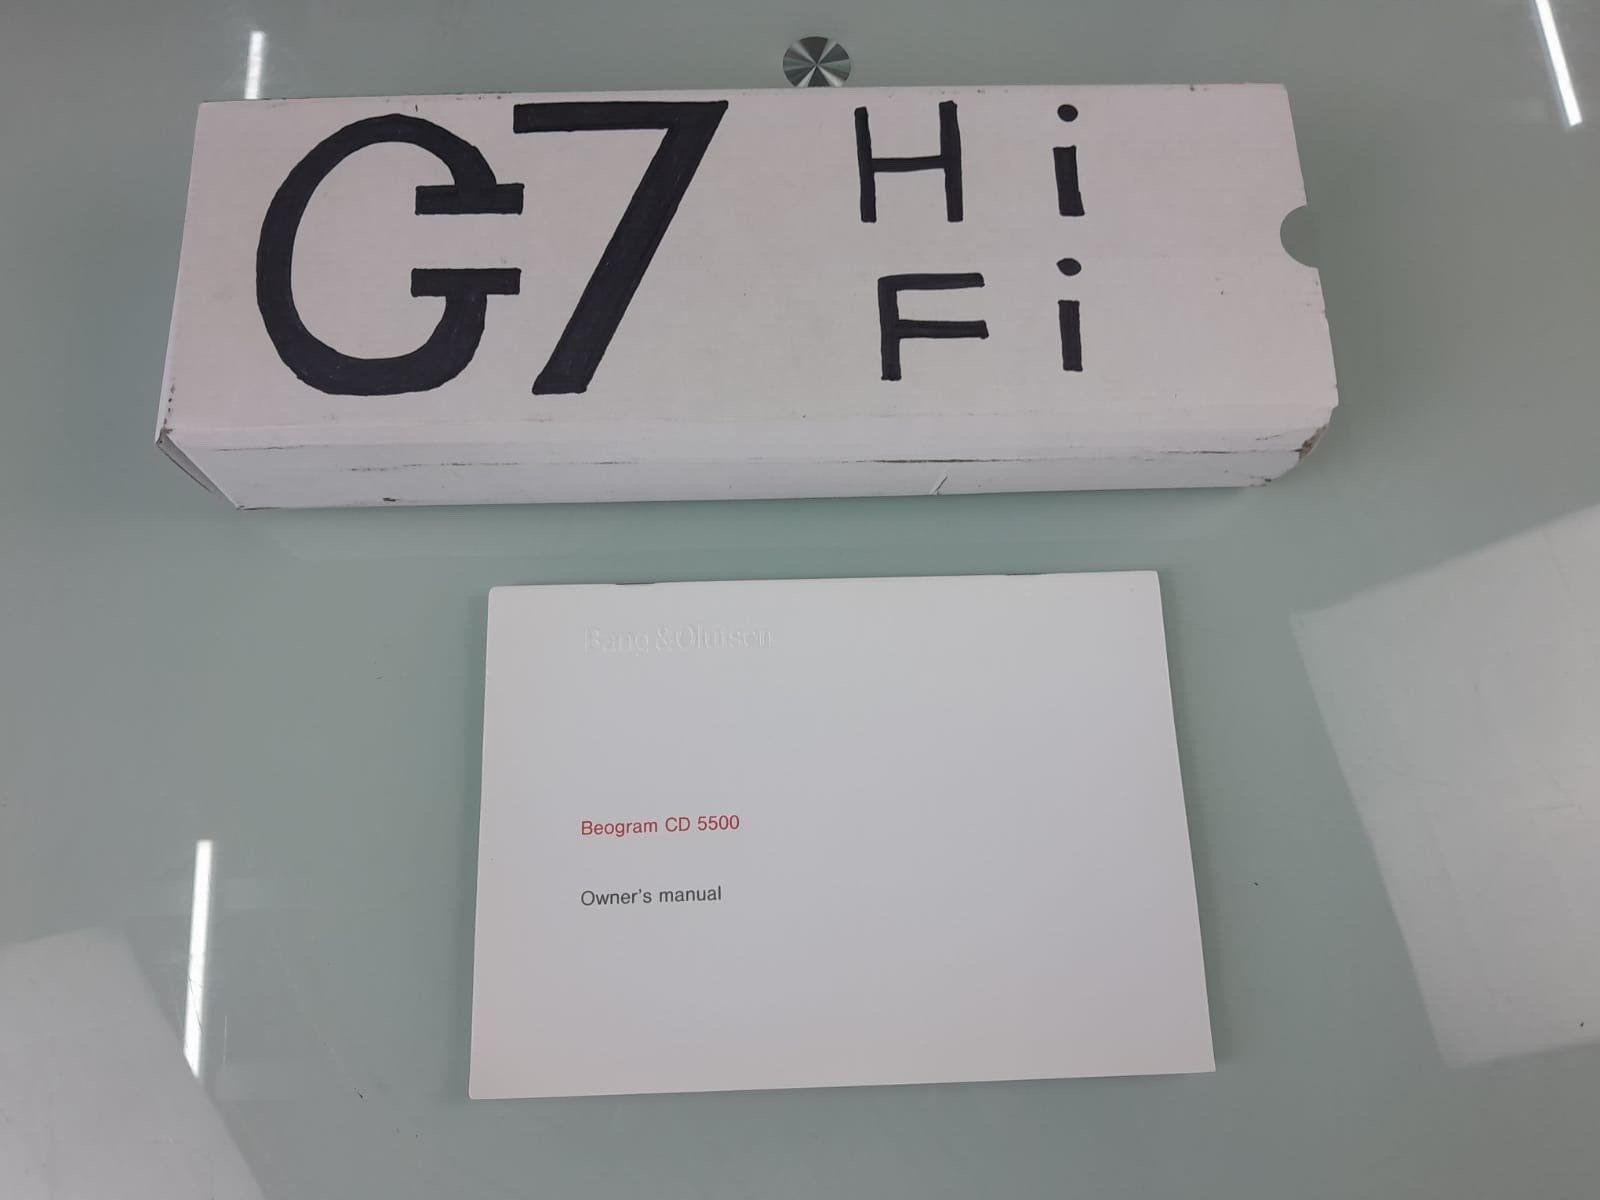 G7
Hi
Fi
Bang&Olufsen
Beogram CD 5500
Owner's manual